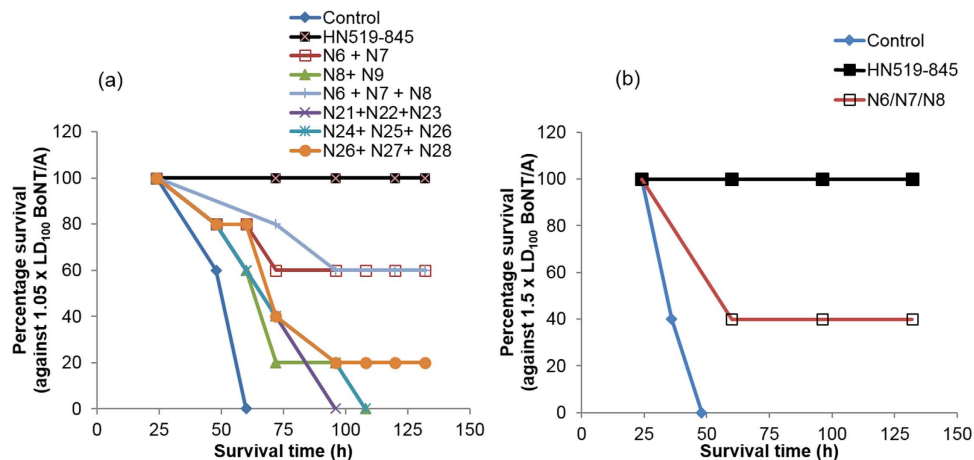 (a)
Control
HN519-845
N6 + N7
N8+ N9
N6 + N7 + N8
N21+N22+N23
N24+ N25+ N26
N26+ N27+ N28
Percentage survival
(against 1.05 x LD100 BoNT/A)
120
100
80
60
40
20
0
0 25 50 75 100 125 150
Survival time (h)
(b)
Control
HN519-845
N6/N7/N8
Percentage survival
(against 1.5 x LD100 BoNT/A)
120
100
80
60
40
20
0
0 25 50 75 100 125 150
Survival time (h)